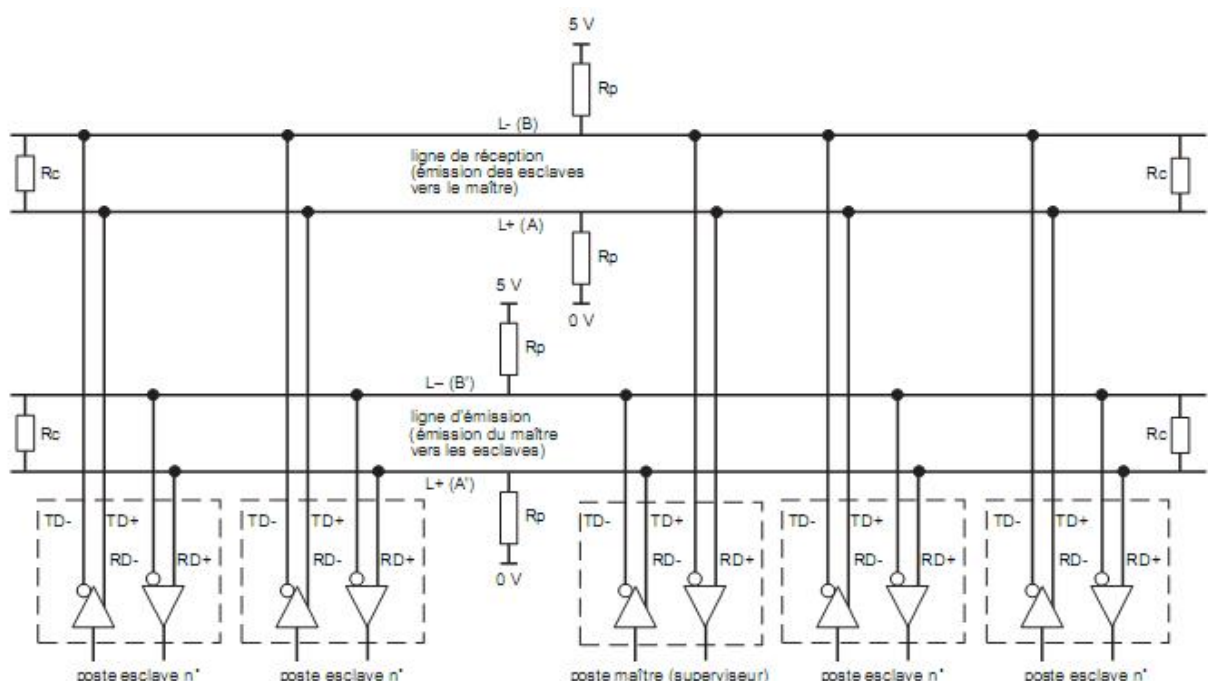 5 V
Rp
L- (B)
ligne de réception
(émission des esclaves
vers le maître)
Rc
Rc
L+ (A)
Rp
0 V
5 V
Rp
L– (B')
ligne d'émission
(émission du maître
vers les esclaves)
Rc
Rc
L+ (A')
Rp
0 V
TD- TD+
RD- RD+
TD- TD+
RD- RD+
TD- TD+
RD- RD+
TD- TD+
RD- RD+
TD- TD+
RD- RD+
poste esclave n°
poste esclave n°
poste maître (superviseur)
poste esclave n°
poste esclave n°